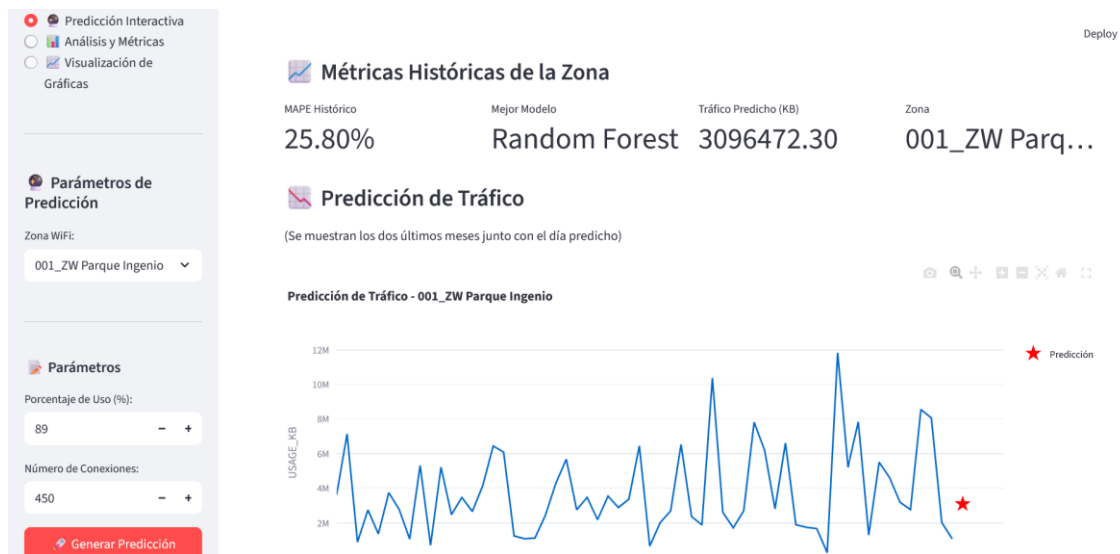 Predicción Interactiva
Análisis y Métricas
Visualización de
Gráficas
Parámetros de
Predicción
Zona WiFi:
001_ZW Parque Ingenio
Parámetros
Porcentaje de Uso (%):
89
Número de Conexiones:
450
Generar Predicción
Deploy
Métricas Históricas de la Zona
MAPE Histórico
25.80%
Mejor Modelo
Random Forest
Tráfico Predicho (KB)
3096472.30
Zona
001_ZW Parq...
Predicción de Tráfico
(Se muestran los dos últimos meses junto con el día predicho)
Predicción de Tráfico - 001_ZW Parque Ingenio
Predicción
12M
10M
8M
6M
4M
2M
USAGE_KB